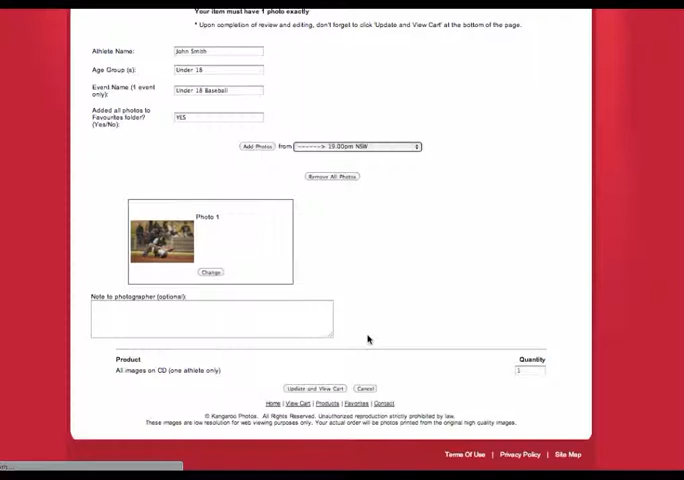 Your item must have 1 photo exactly
* Upon completion of review and editing, don't forget to click 'Update and View Cart' at the bottom of the page.
Athlete Name: John Smith
Age Group (s): Under 18
Event Name (1 event only): Under 18 Baseball
Added all photos to Favourites folder? (Yes/No): YES
Add Photos from ------> 19.00pm NSW
Remove All Photos
Photo 1
Change
Note to photographer (optional):
Product Quantity
All images on CD (one athlete only) 1
Update and View Cart Cancel
Home | View Cart | Products | Favorites | Contact
© Kangaroo Photos. All Rights Reserved. Unauthorized reproduction strictly prohibited by law.
These images are low resolution for web viewing purposes only. Your actual order will be photos printed from the original high quality images.
Terms Of Use | Privacy Policy | Site Map